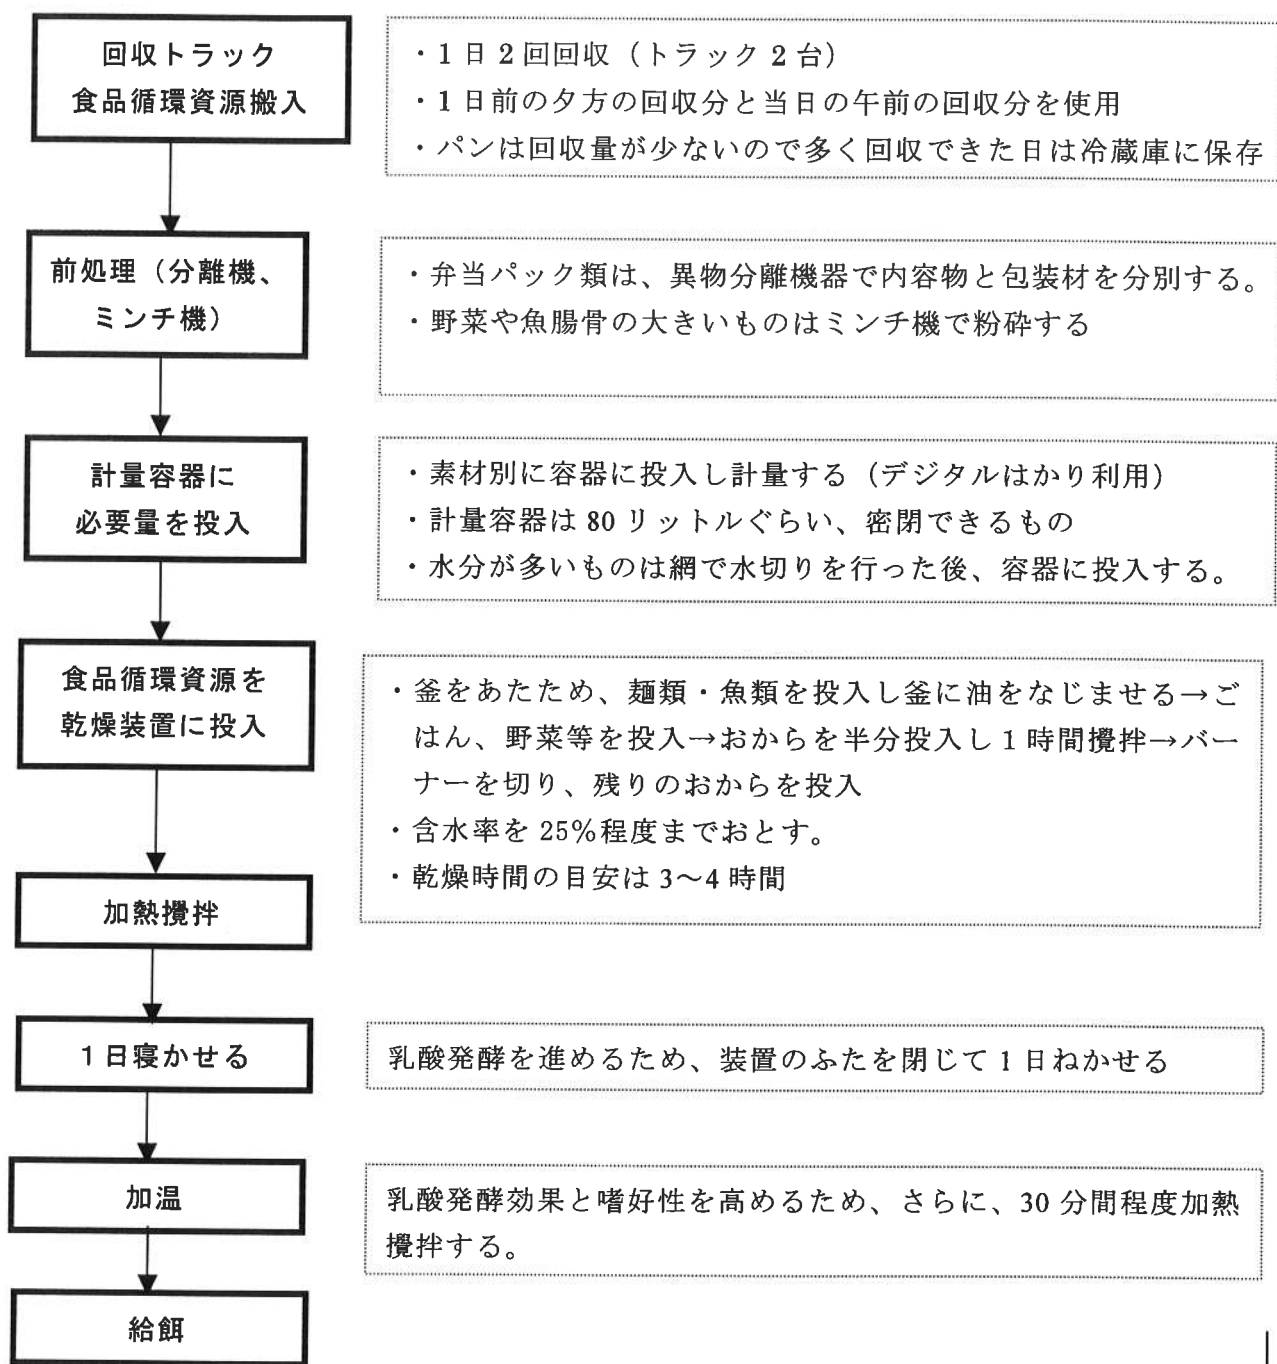 回収トラック
食品循環資源搬入
・1日2回回収（トラック2台）
・1日前の夕方の回収分と当日の午前の回収分を使用
・パンは回収量が少ないので多く回収できた日は冷蔵庫に保存
前処理（分離機、
ミンチ機）
・弁当パック類は、異物分離機器で内容物と包装材を分別する。
・野菜や魚腸骨の大きいものはミンチ機で粉砕する
計量容器に
必要量を投入
・素材別に容器に投入し計量する（デジタルはかり利用）
・計量容器は80リットルぐらい、密閉できるもの
・水分が多いものは網で水切りを行った後、容器に投入する。
食品循環資源を
乾燥装置に投入
・釜をあたため、麺類・魚類を投入し釜に油をなじませる→ご
はん、野菜等を投入→おからを半分投入し1時間攪拌→バー
ナーを切り、残りのおからを投入
・含水率を25%程度までおとす。
・乾燥時間の目安は3～4時間
加熱攪拌
1日寝かせる
乳酸発酵を進めるため、装置のふたを閉じて1日ねかせる
加温
乳酸発酵効果と嗜好性を高めるため、さらに、30分間程度加熱
攪拌する。
給餌